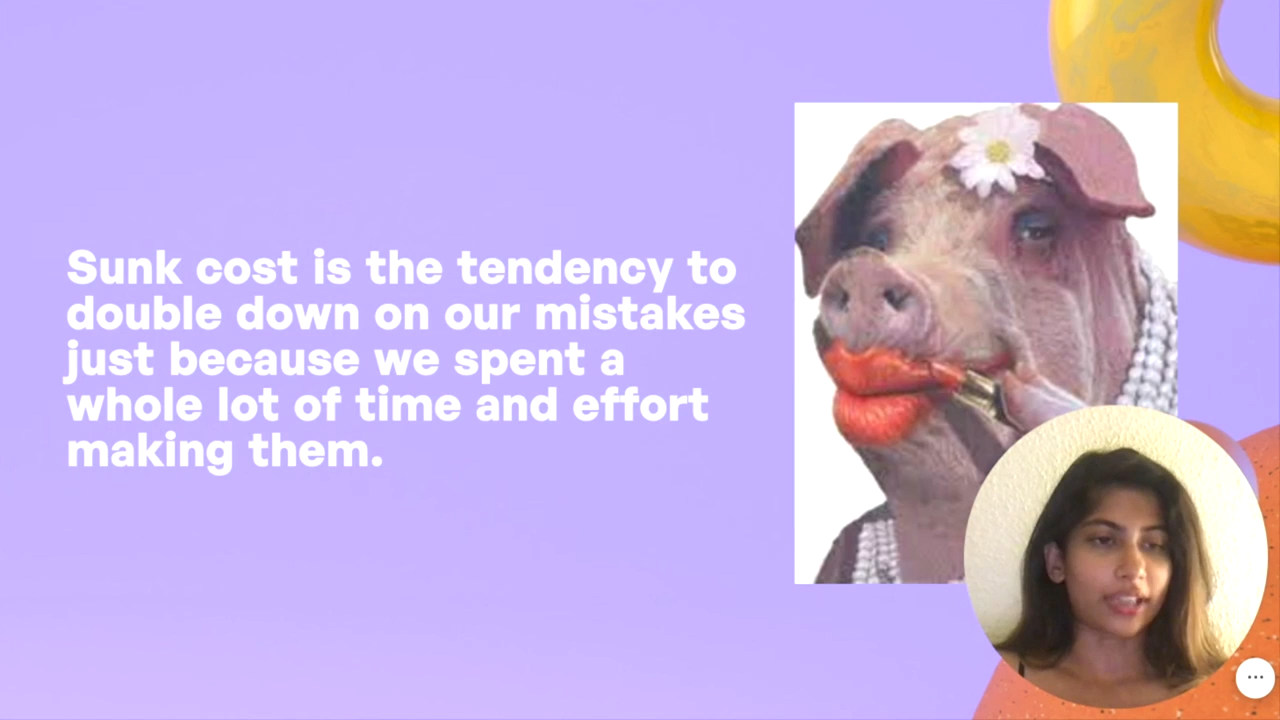 Sunk cost is the tendency to
double down on our mistakes
just because we spent a
whole lot of time and effort
making them.